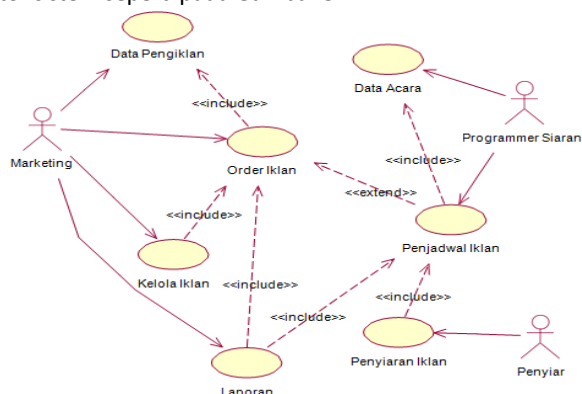 Data Pengiklan
Data Acara
<<include>>
Programmer Siaran
Marketing
Order Iklan
<<include>>
<<extend>>
<<include>>
Penjadwal Iklan
Kelola Iklan
<<include>>
<<include>>
<<include>>
Penyiaran Iklan
Penyiar
Laporan